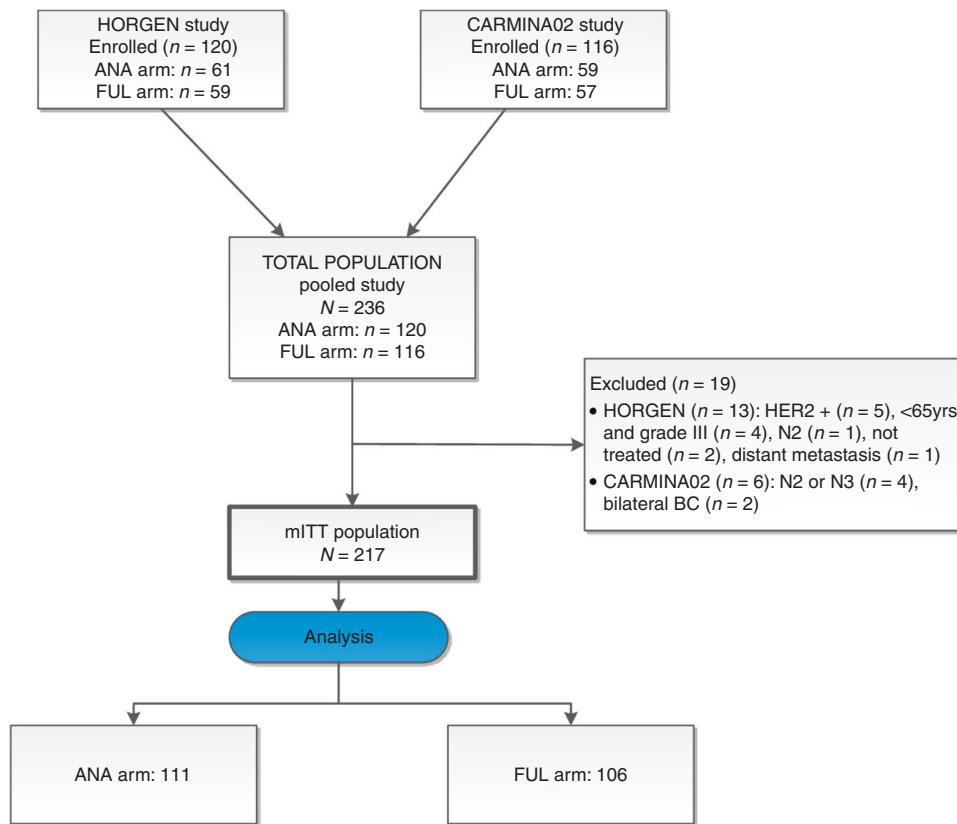 HORGEN study
Enrolled (n = 120)
ANA arm: n = 61
FUL arm: n = 59
CARMINA02 study
Enrolled (n = 116)
ANA arm: 59
FUL arm: 57
TOTAL POPULATION
pooled study
N = 236
ANA arm: n = 120
FUL arm: n = 116
Excluded (n = 19)
• HORGEN (n = 13): HER2 + (n = 5), <65yrs
and grade III (n = 4), N2 (n = 1), not
treated (n = 2), distant metastasis (n = 1)
• CARMINA02 (n = 6): N2 or N3 (n = 4),
bilateral BC (n = 2)
mITT population
N = 217
Analysis
ANA arm: 111
FUL arm: 106